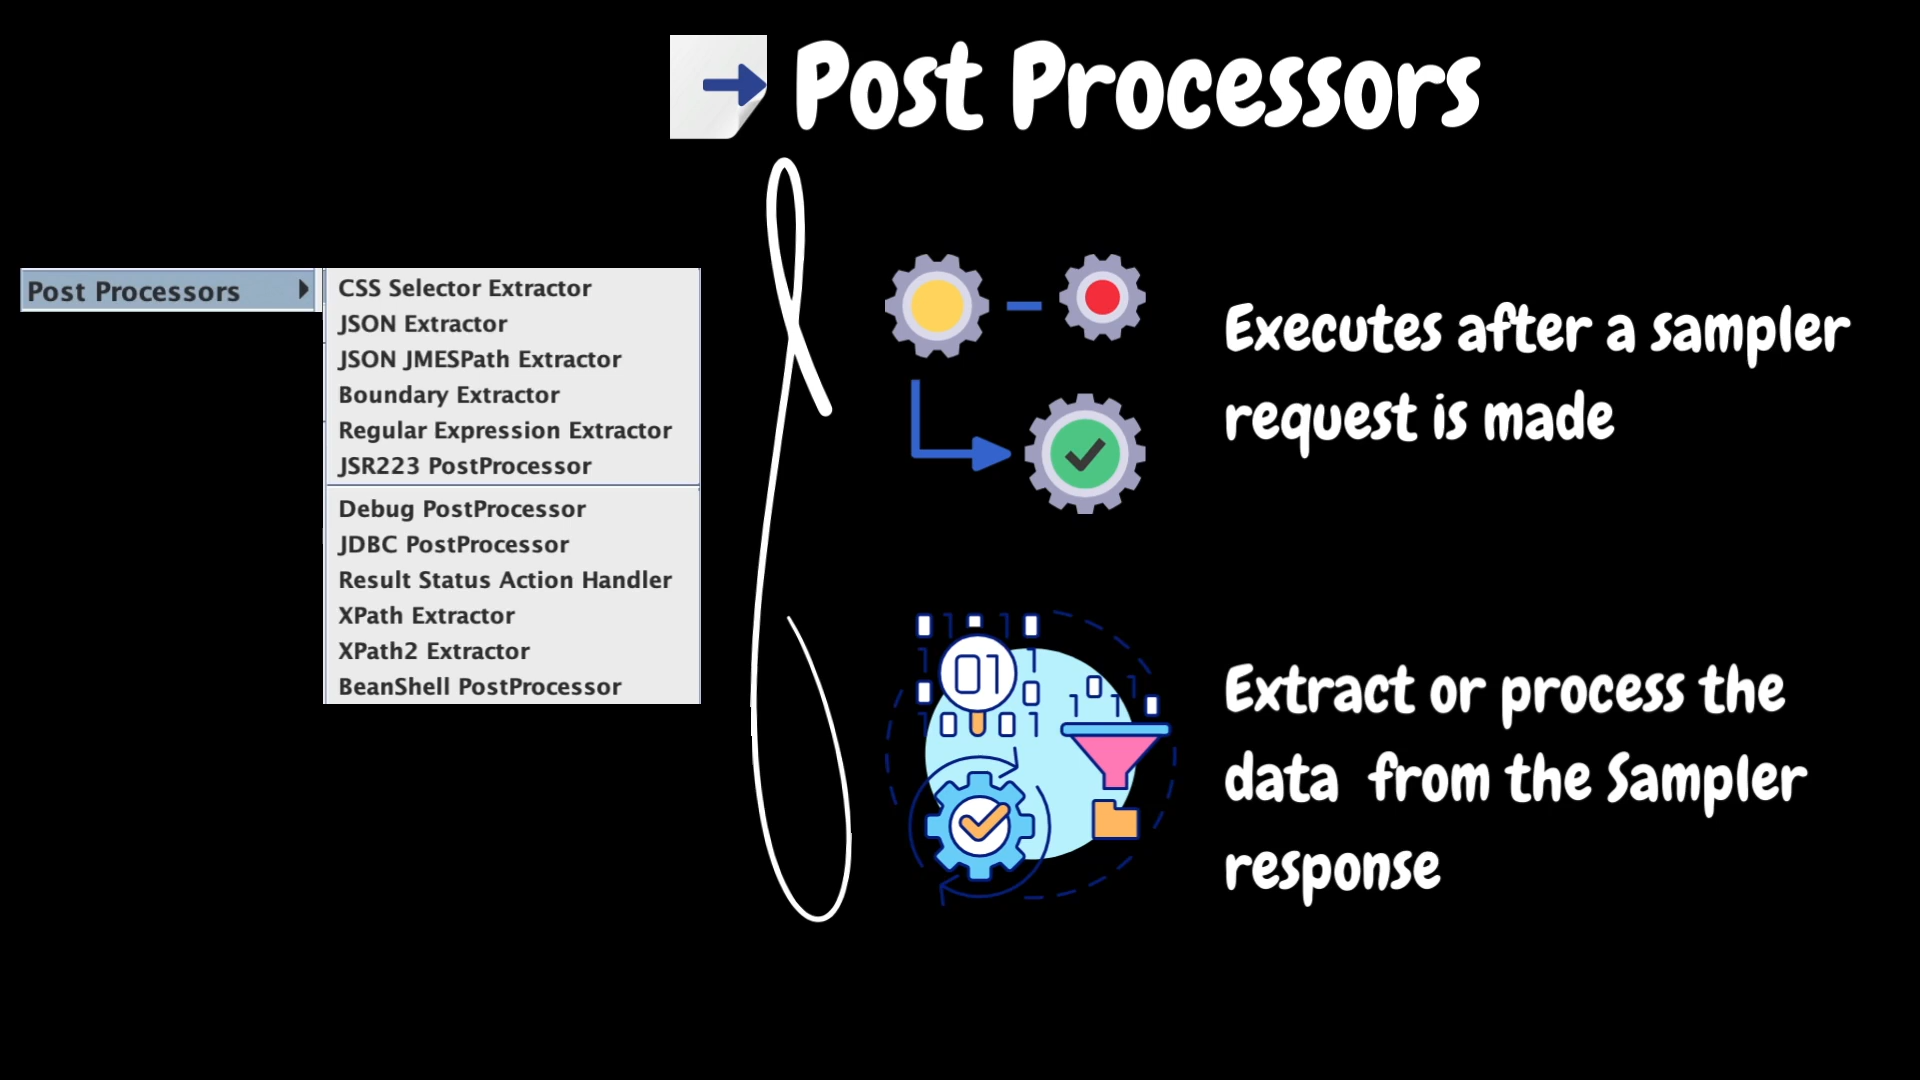 Post Processors
Post Processors
CSS Selector Extractor
JSON Extractor
JSON JMESPath Extractor
Boundary Extractor
Regular Expression Extractor
JSR223 PostProcessor
Debug PostProcessor
JDBC PostProcessor
Result Status Action Handler
XPath Extractor
XPath2 Extractor
BeanShell PostProcessor
Executes after a sampler
request is made
01
Extract or process the
data from the Sampler
response